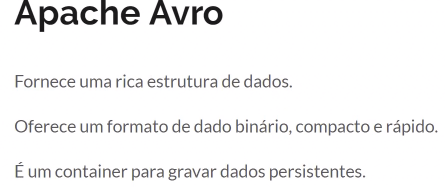 Apache Avro
Fornece uma rica estrutura de dados.
Oferece um formato de dado binário, compacto e rápido.
É um container para gravar dados persistentes.